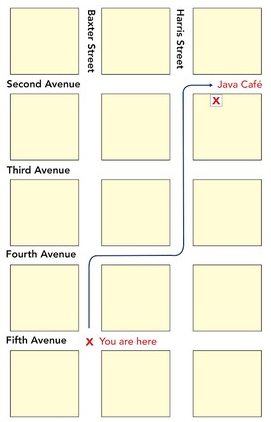 Baxter Street
Harris Street
Second Avenue
Java Café
X
Third Avenue
Fourth Avenue
Fifth Avenue
X You are here